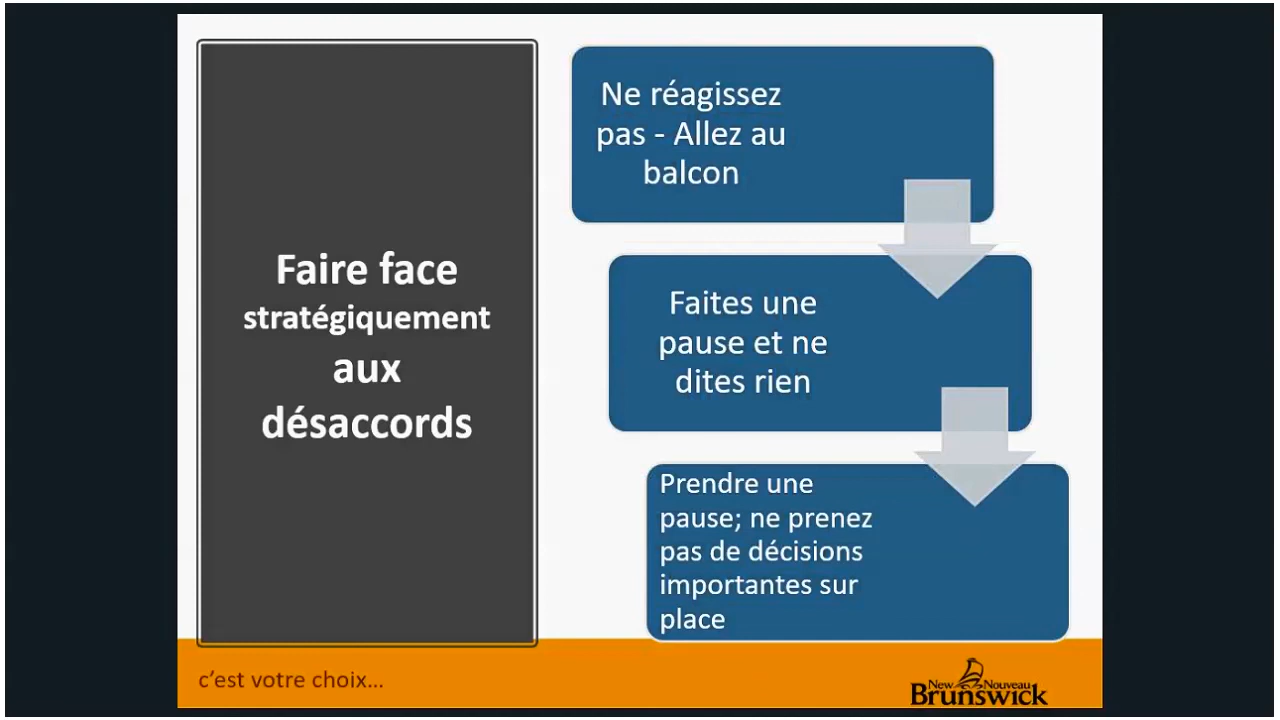 Faire face
stratégiquement
aux
désaccords
Ne réagissez
pas - Allez au
balcon
Faites une
pause et ne
dites rien
Prendre une
pause; ne prenez
pas de décisions
importantes sur
place
c'est votre choix...
New Nouveau
Brunswick